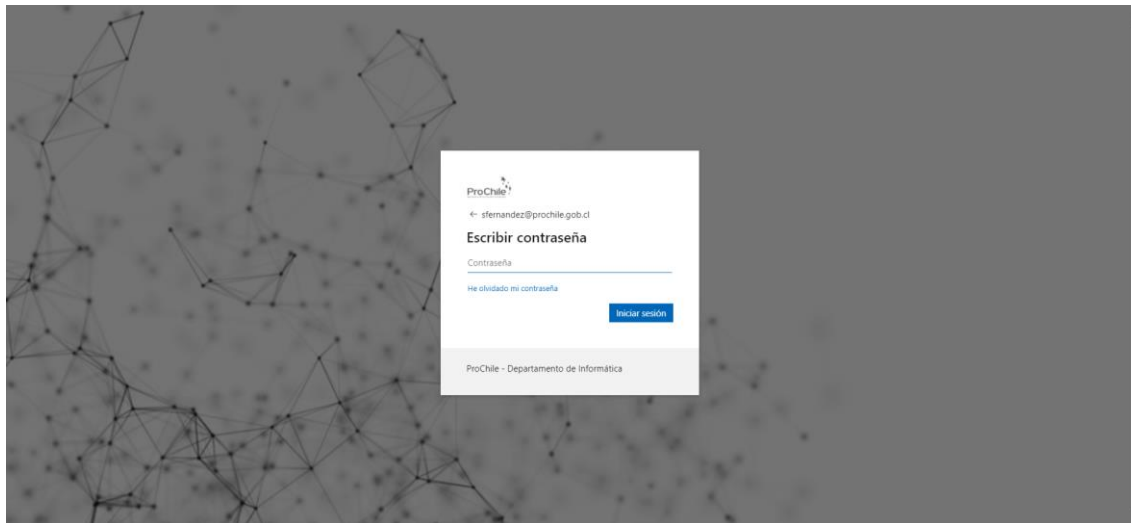 ProChile
← sfernandez@prochile.gob.cl
Escribir contraseña
Contraseña
He olvidado mi contraseña
Iniciar sesión
ProChile - Departamento de Informática